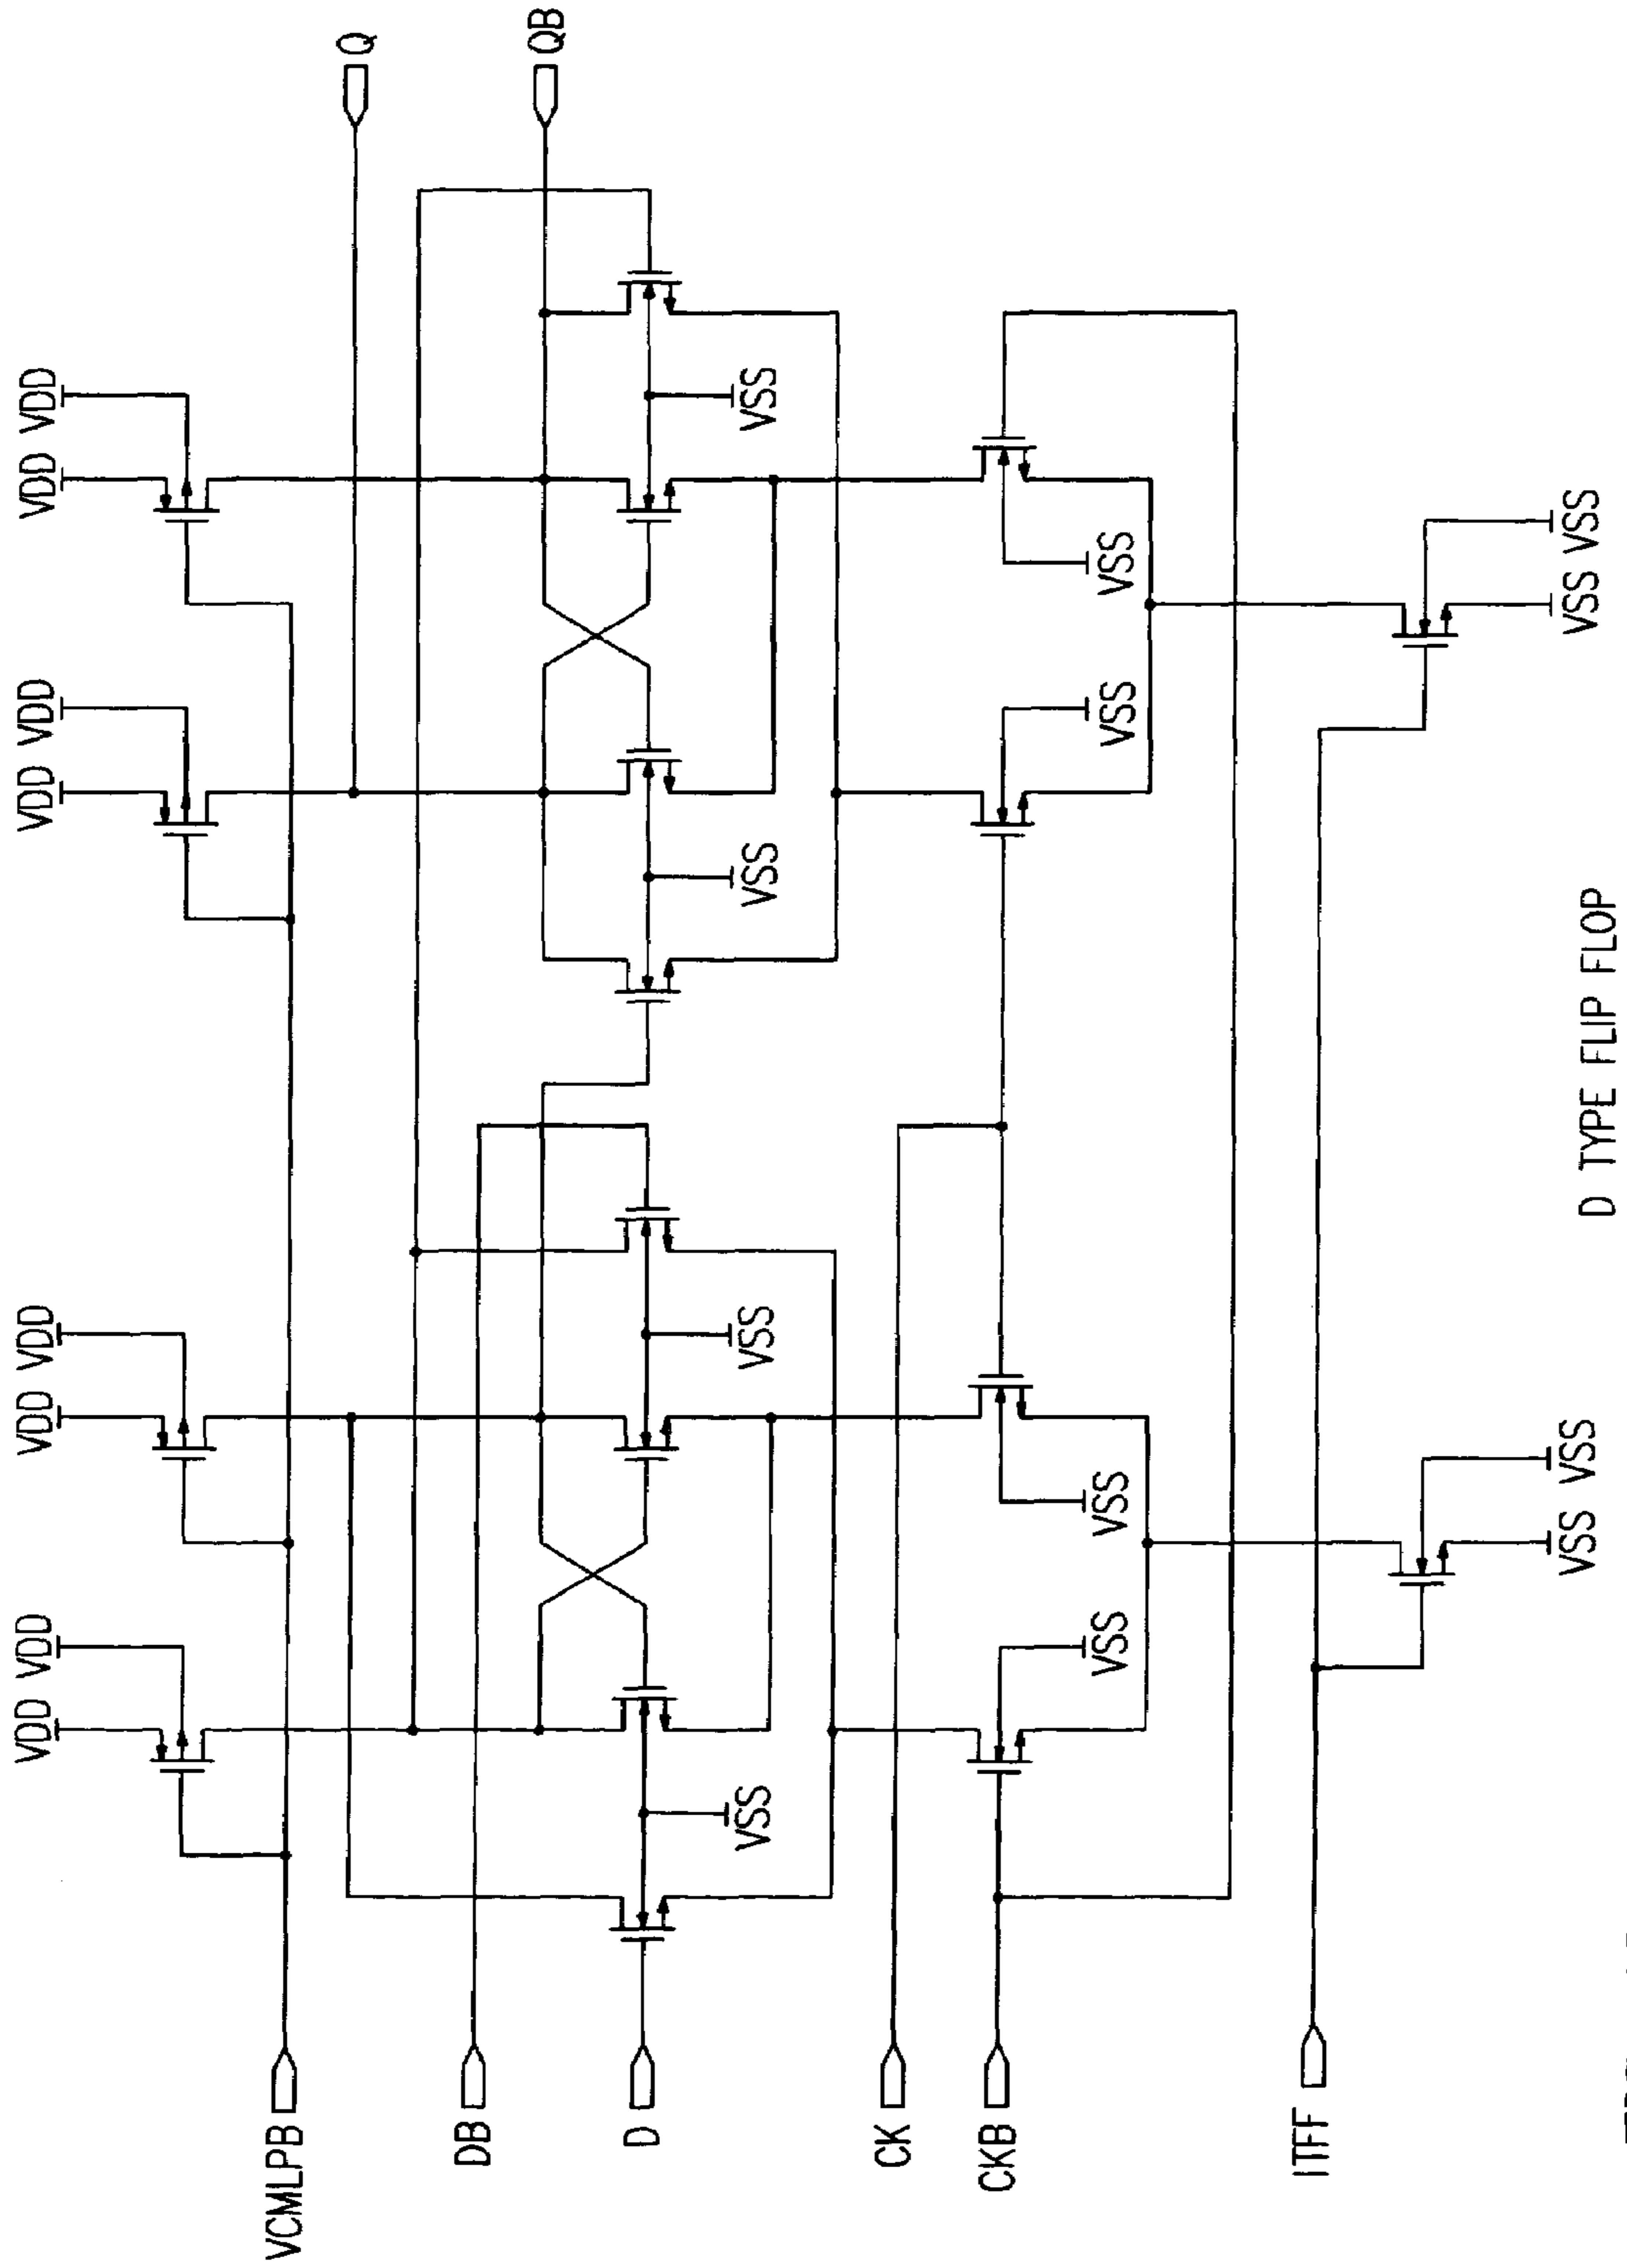 VDD VDD
VDD VDD
VDD VDD
VDD VDD
VCMLPB
Q
DB
QB
D
VSS
VSS
VSS
VSS
CK
CKB
VSS
VSS
VSS
VSS
ITFF
VSS VSS
VSS VSS
D TYPE FLIP FLOP